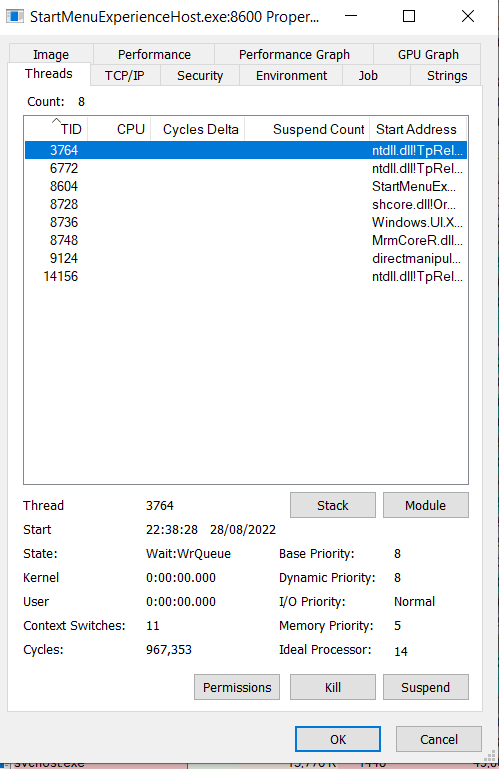 StartMenuExperienceHost.exe:8600 Proper...
Image Performance Performance Graph GPU Graph
Threads TCP/IP Security Environment Job Strings
Count: 8
TID CPU Cycles Delta Suspend Count Start Address
3764 ntdll.dll!TpRel...
6772 ntdll.dll!TpRel...
8604 StartMenuEx...
8728 shcore.dll!Or...
8736 Windows.UI.X...
8748 MrmCoreR.dll...
9124 directmanipul...
14156 ntdll.dll!TpRel...
Thread 3764 Stack Module
Start 22:38:28 28/08/2022
State: Wait:WrQueue Base Priority: 8
Kernel 0:00:00.000 Dynamic Priority: 8
User 0:00:00.000 I/O Priority: Normal
Context Switches: 11 Memory Priority: 5
Cycles: 967,353 Ideal Processor: 14
Permissions Kill Suspend
OK Cancel